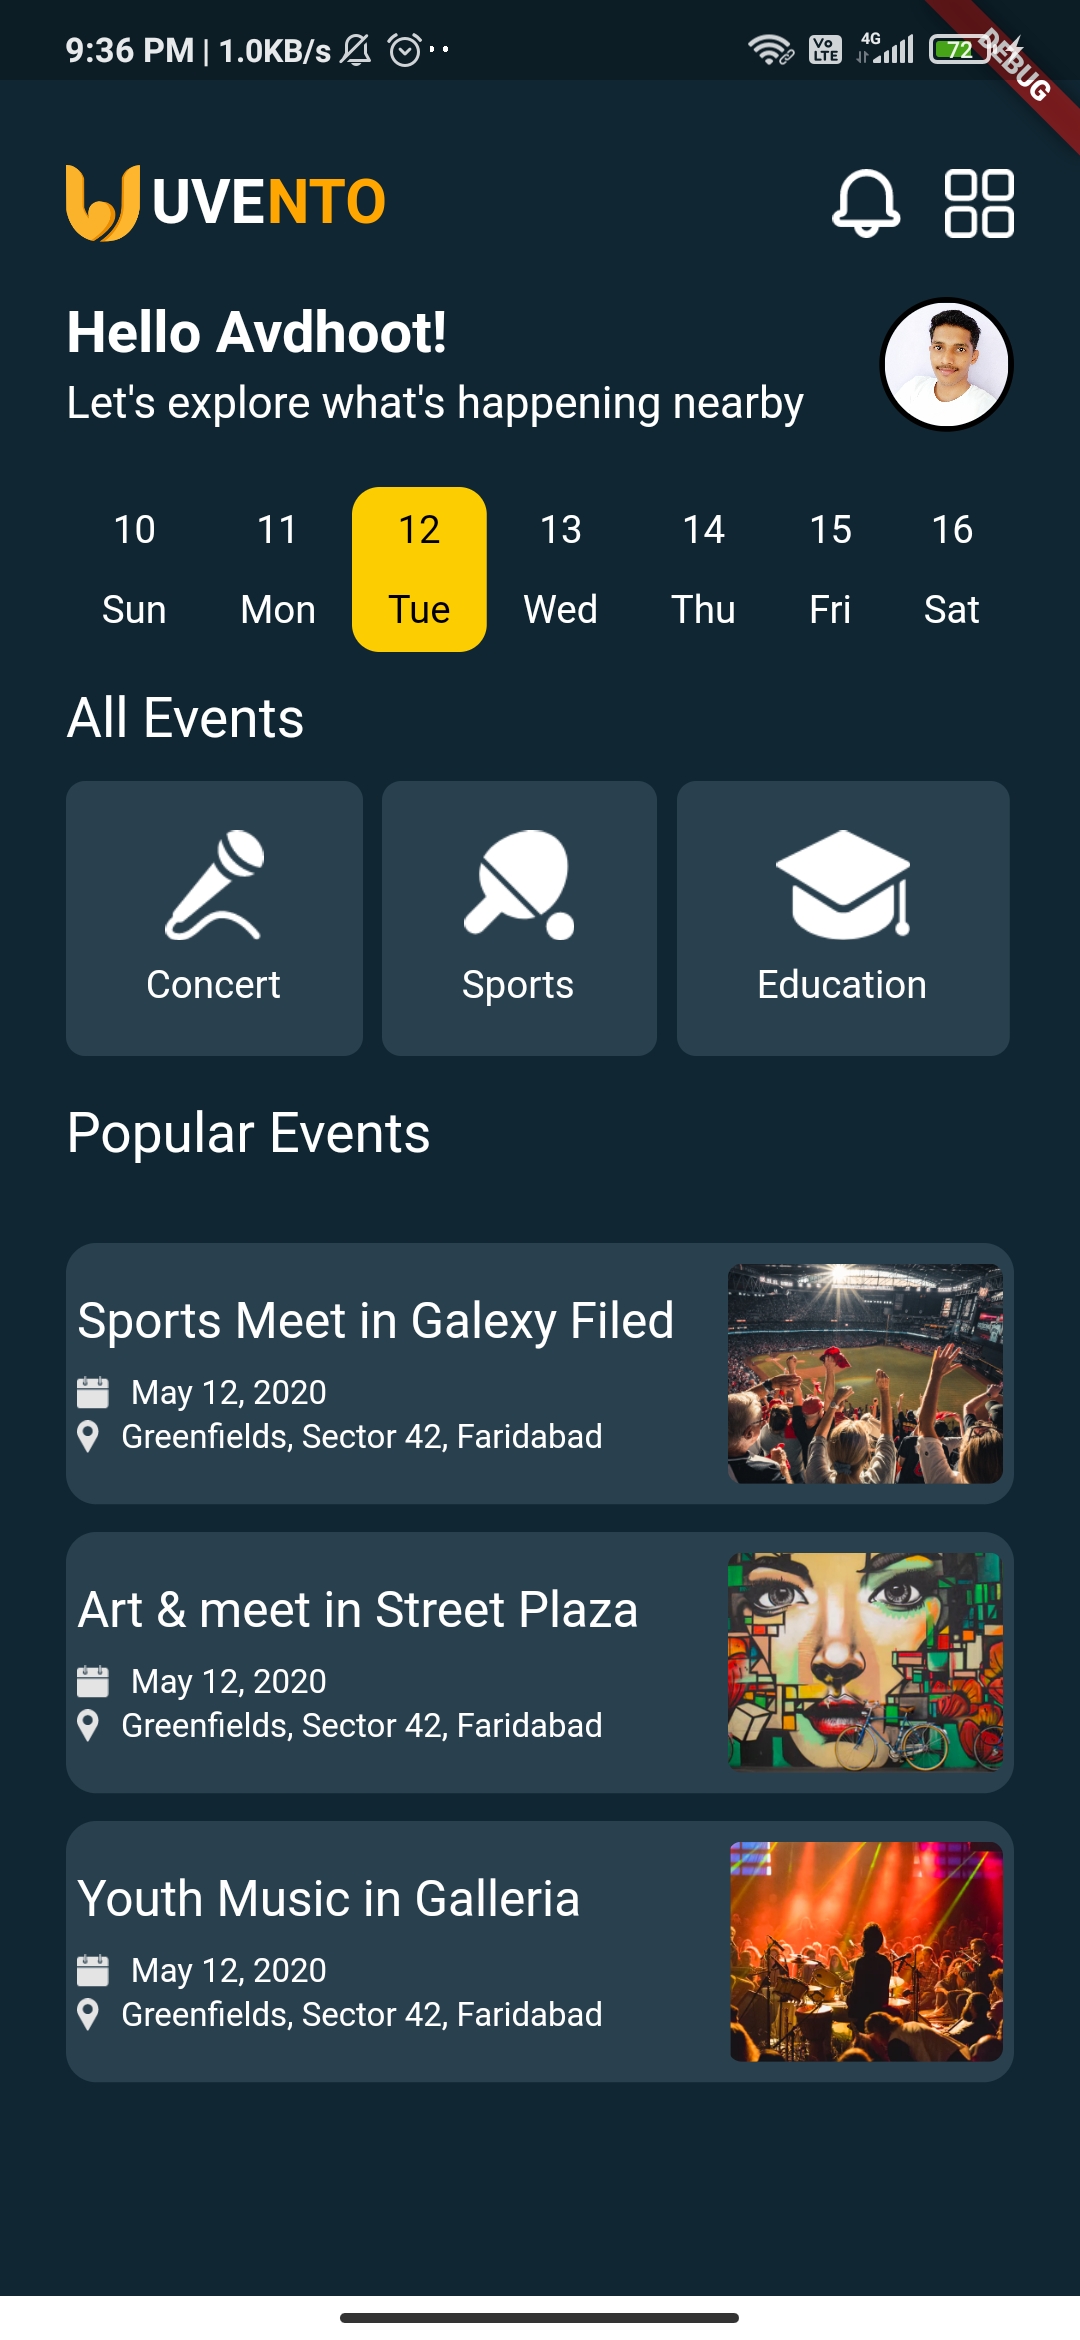 9:36 PM | 1.0KB/s
Vo LTE
4G
72
DEBUG
UVENTO
Hello Avdhoot!
Let's explore what's happening nearby
10 11 12 13 14 15 16
Sun Mon Tue Wed Thu Fri Sat
All Events
Concert Sports Education
Popular Events
Sports Meet in Galexy Filed
May 12, 2020
Greenfields, Sector 42, Faridabad
Art & meet in Street Plaza
May 12, 2020
Greenfields, Sector 42, Faridabad
Youth Music in Galleria
May 12, 2020
Greenfields, Sector 42, Faridabad